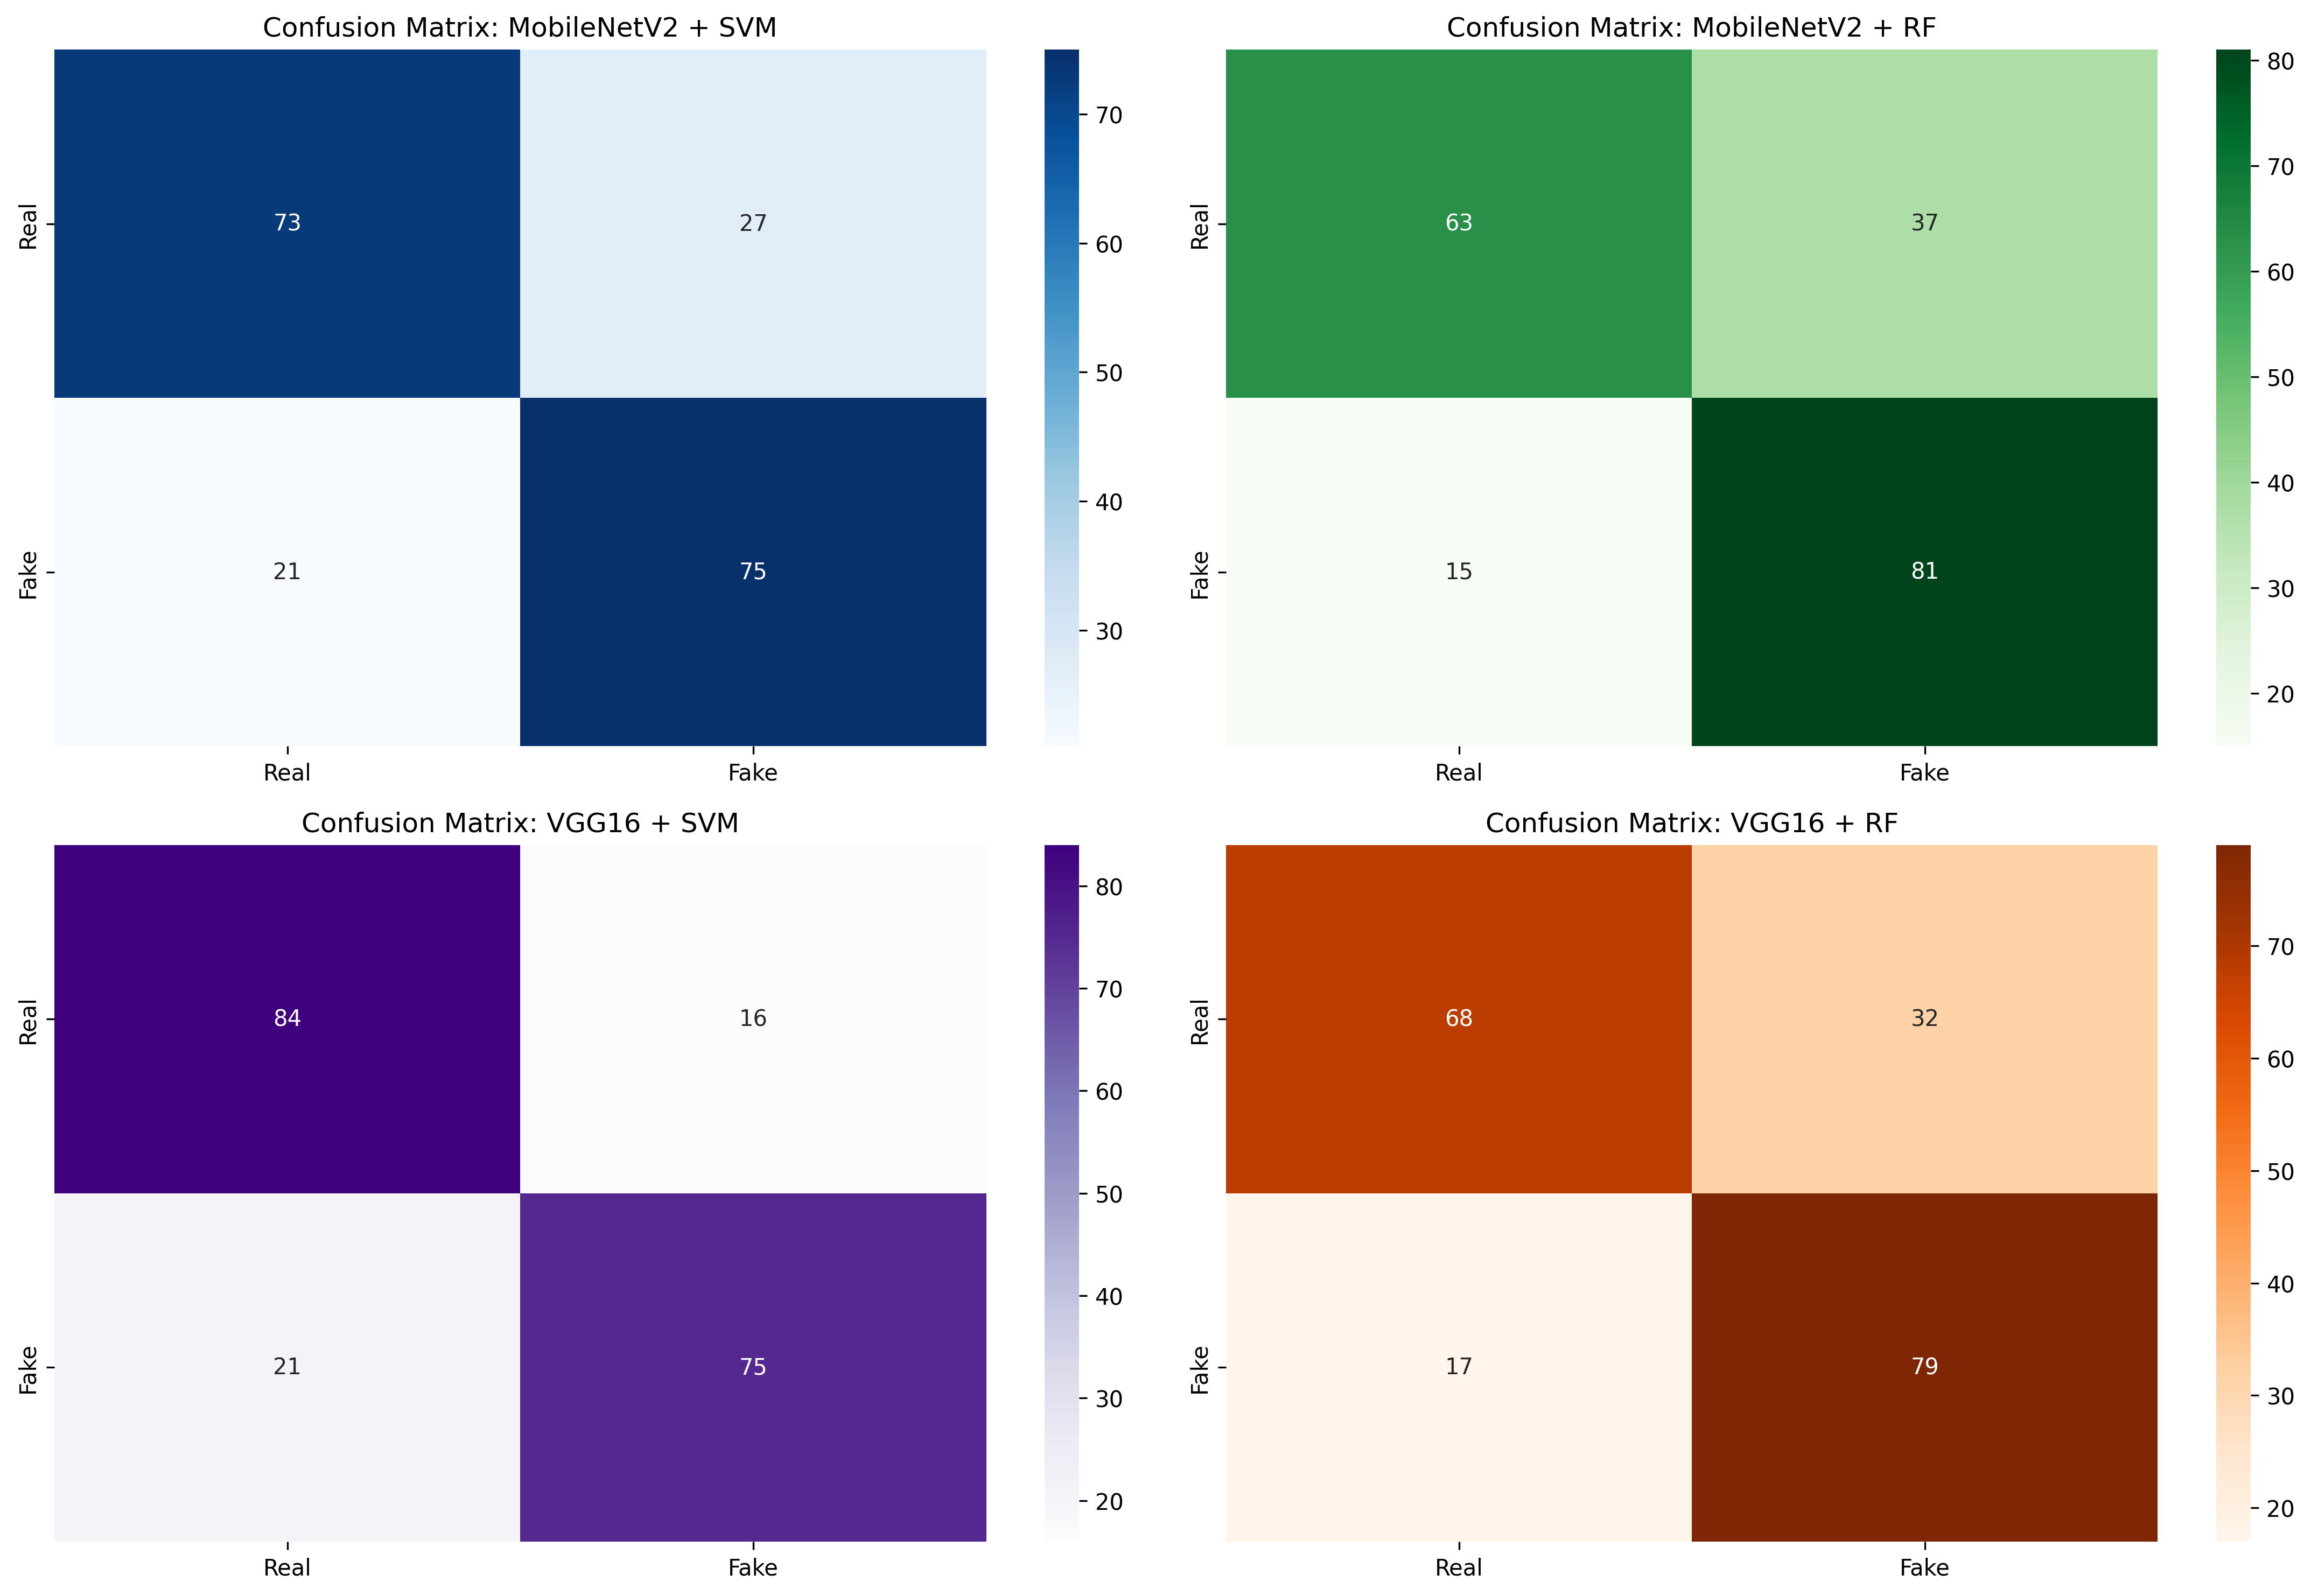 Confusion Matrix: MobileNetV2 + SVM
Real
Fake
73
27
21
75
Real
Fake
70
60
50
40
30
Confusion Matrix: MobileNetV2 + RF
Real
Fake
63
37
15
81
Real
Fake
80
70
60
50
40
30
20
Confusion Matrix: VGG16 + SVM
Real
Fake
84
16
21
75
Real
Fake
80
70
60
50
40
30
20
Confusion Matrix: VGG16 + RF
Real
Fake
68
32
17
79
Real
Fake
70
60
50
40
30
20